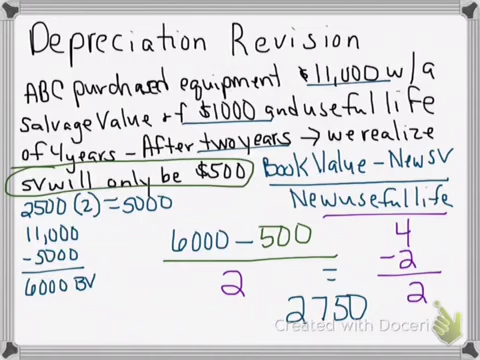 Depreciation Revision
ABC purchased equipment $11,000 w/a
Salvage Value of $1000 and useful life
of 4 years - After two years → we realize
SV will only be $500
Book Value - New SV
New useful life
2500 (2) = 5000
11,000
- 5000
6000 BV
6000 - 500
2
=
2750
4
- 2
2
Created with Doceri